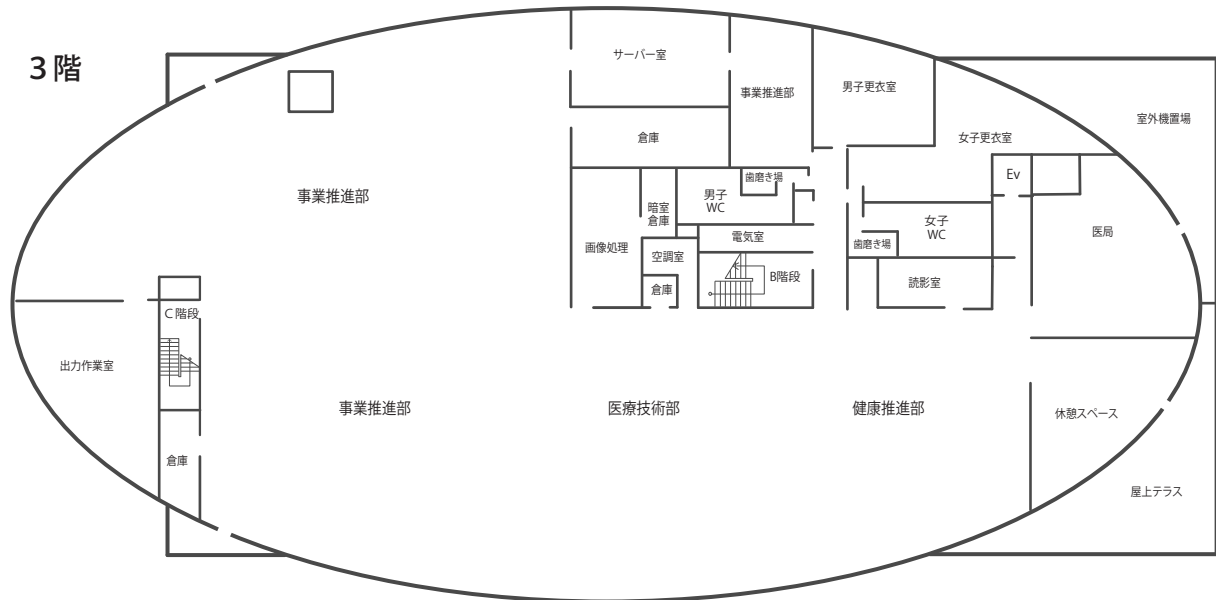 3階
サーバー室
事業推進部
男子更衣室
室外機置場
倉庫
女子更衣室
事業推進部
歯磨き場
Ev
男子
WC
暗室
倉庫
女子
WC
医局
電気室
歯磨き場
画像処理
空調室
B階段
読影室
倉庫
C階段
出力作業室
事業推進部
医療技術部
健康推進部
休憩スペース
倉庫
屋上テラス